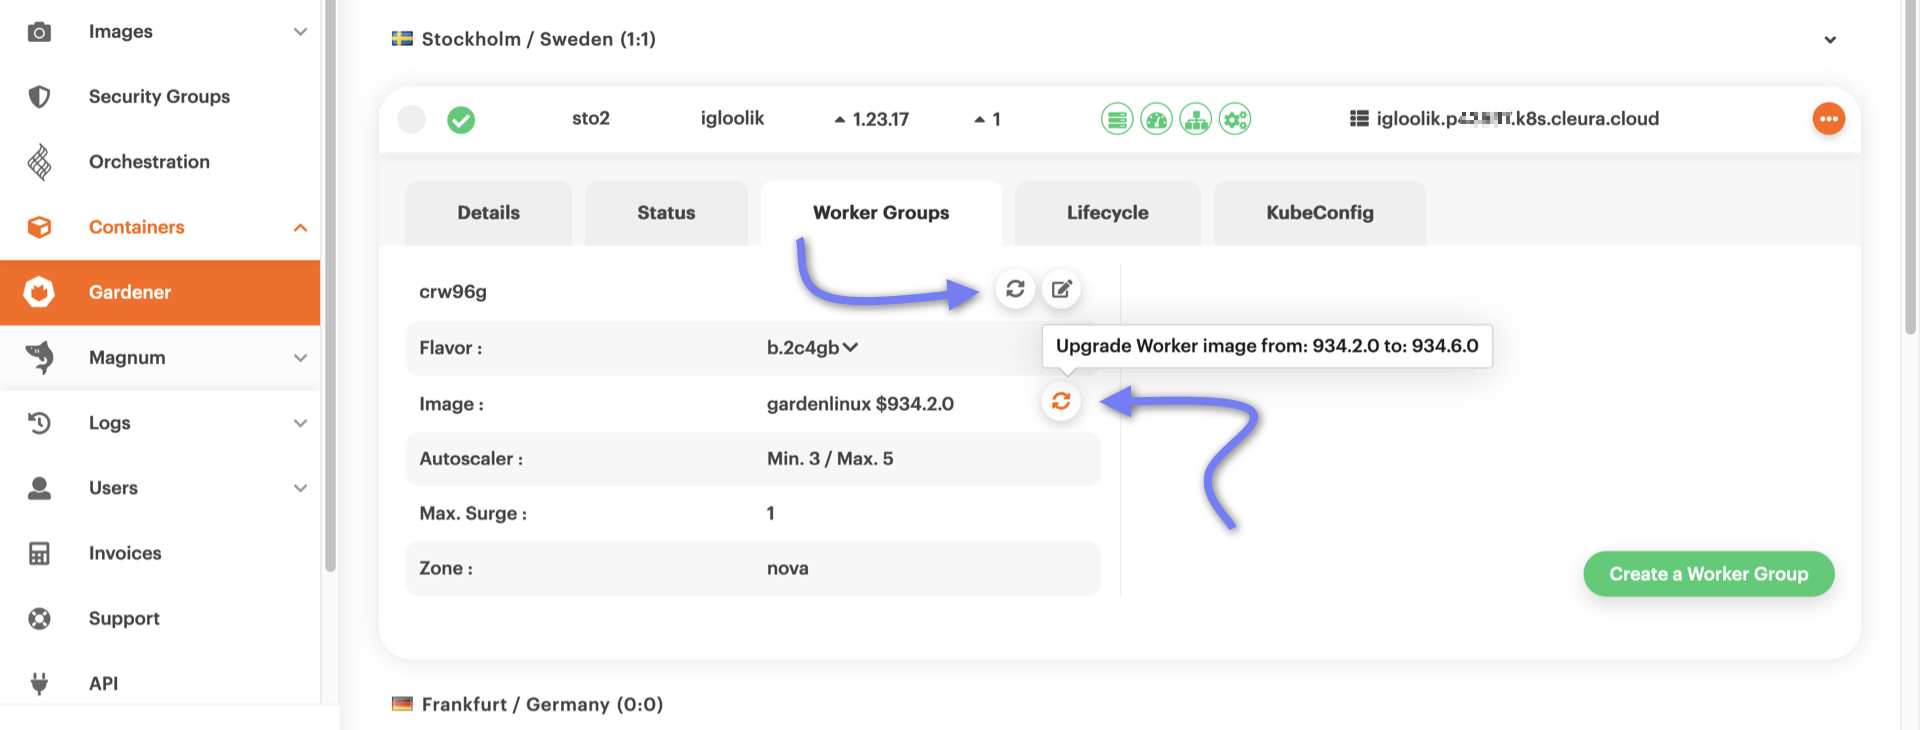 Images
Security Groups
Orchestration
Containers
Gardener
Magnum
Logs
Users
Invoices
Support
API
Stockholm / Sweden (1:1)
sto2 igloolik 1.23.17 1 igloolik.p .k8s.cleura.cloud
Details Status Worker Groups Lifecycle KubeConfig
crw96g
Flavor : b.2c4gb
Upgrade Worker image from: 934.2.0 to: 934.6.0
Image : gardenlinux $934.2.0
Autoscaler : Min. 3 / Max. 5
Max. Surge : 1
Zone : nova
Create a Worker Group
Frankfurt / Germany (0:0)